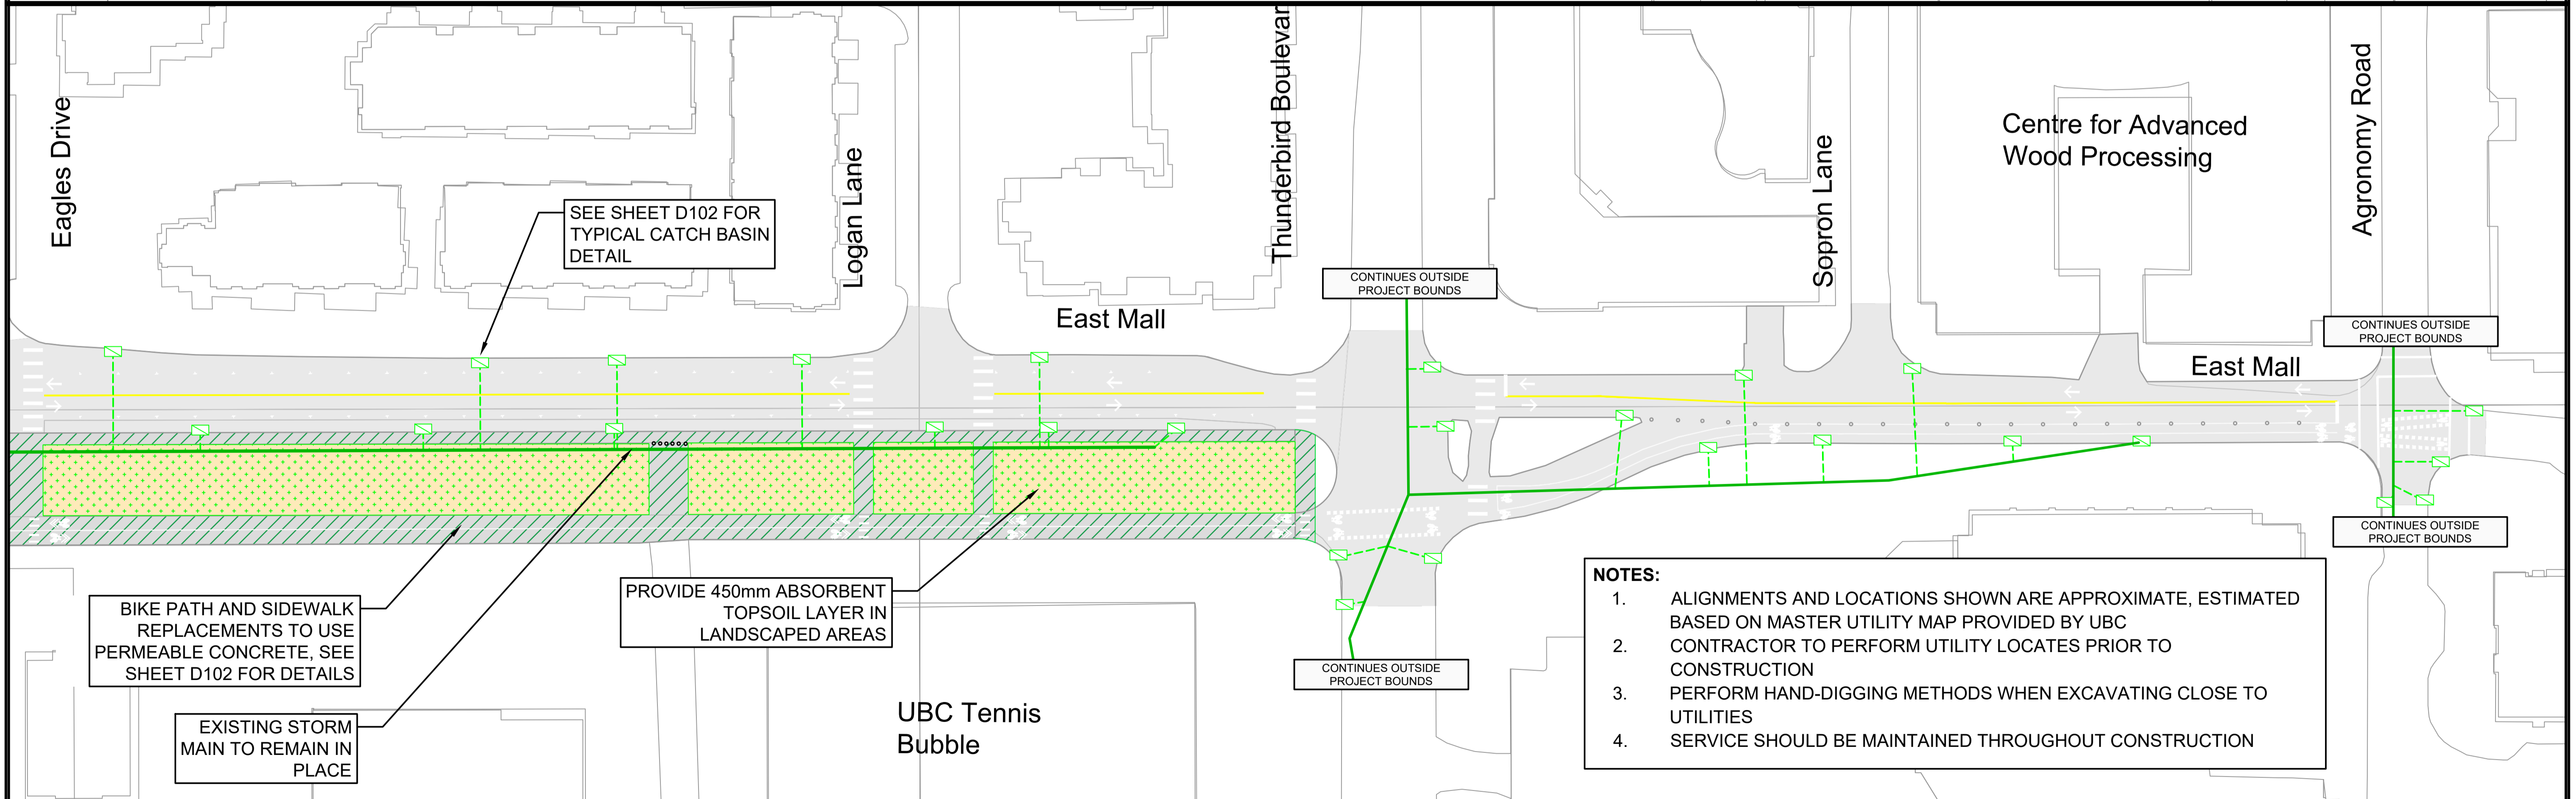 Eagles Drive
Logan Lane
Thunderbird Boulevar
Sopron Lane
Centre for Advanced
Wood Processing
Agronomy Road
SEE SHEET D102 FOR
TYPICAL CATCH BASIN
DETAIL
East Mall
CONTINUES OUTSIDE
PROJECT BOUNDS
CONTINUES OUTSIDE
PROJECT BOUNDS
East Mall
BIKE PATH AND SIDEWALK
REPLACEMENTS TO USE
PERMEABLE CONCRETE, SEE
SHEET D102 FOR DETAILS
PROVIDE 450mm ABSORBENT
TOPSOIL LAYER IN
LANDSCAPED AREAS
EXISTING STORM
MAIN TO REMAIN IN
PLACE
UBC Tennis
Bubble
CONTINUES OUTSIDE
PROJECT BOUNDS
CONTINUES OUTSIDE
PROJECT BOUNDS
NOTES:
1. ALIGNMENTS AND LOCATIONS SHOWN ARE APPROXIMATE, ESTIMATED
BASED ON MASTER UTILITY MAP PROVIDED BY UBC
2. CONTRACTOR TO PERFORM UTILITY LOCATES PRIOR TO
CONSTRUCTION
3. PERFORM HAND-DIGGING METHODS WHEN EXCAVATING CLOSE TO
UTILITIES
4. SERVICE SHOULD BE MAINTAINED THROUGHOUT CONSTRUCTION